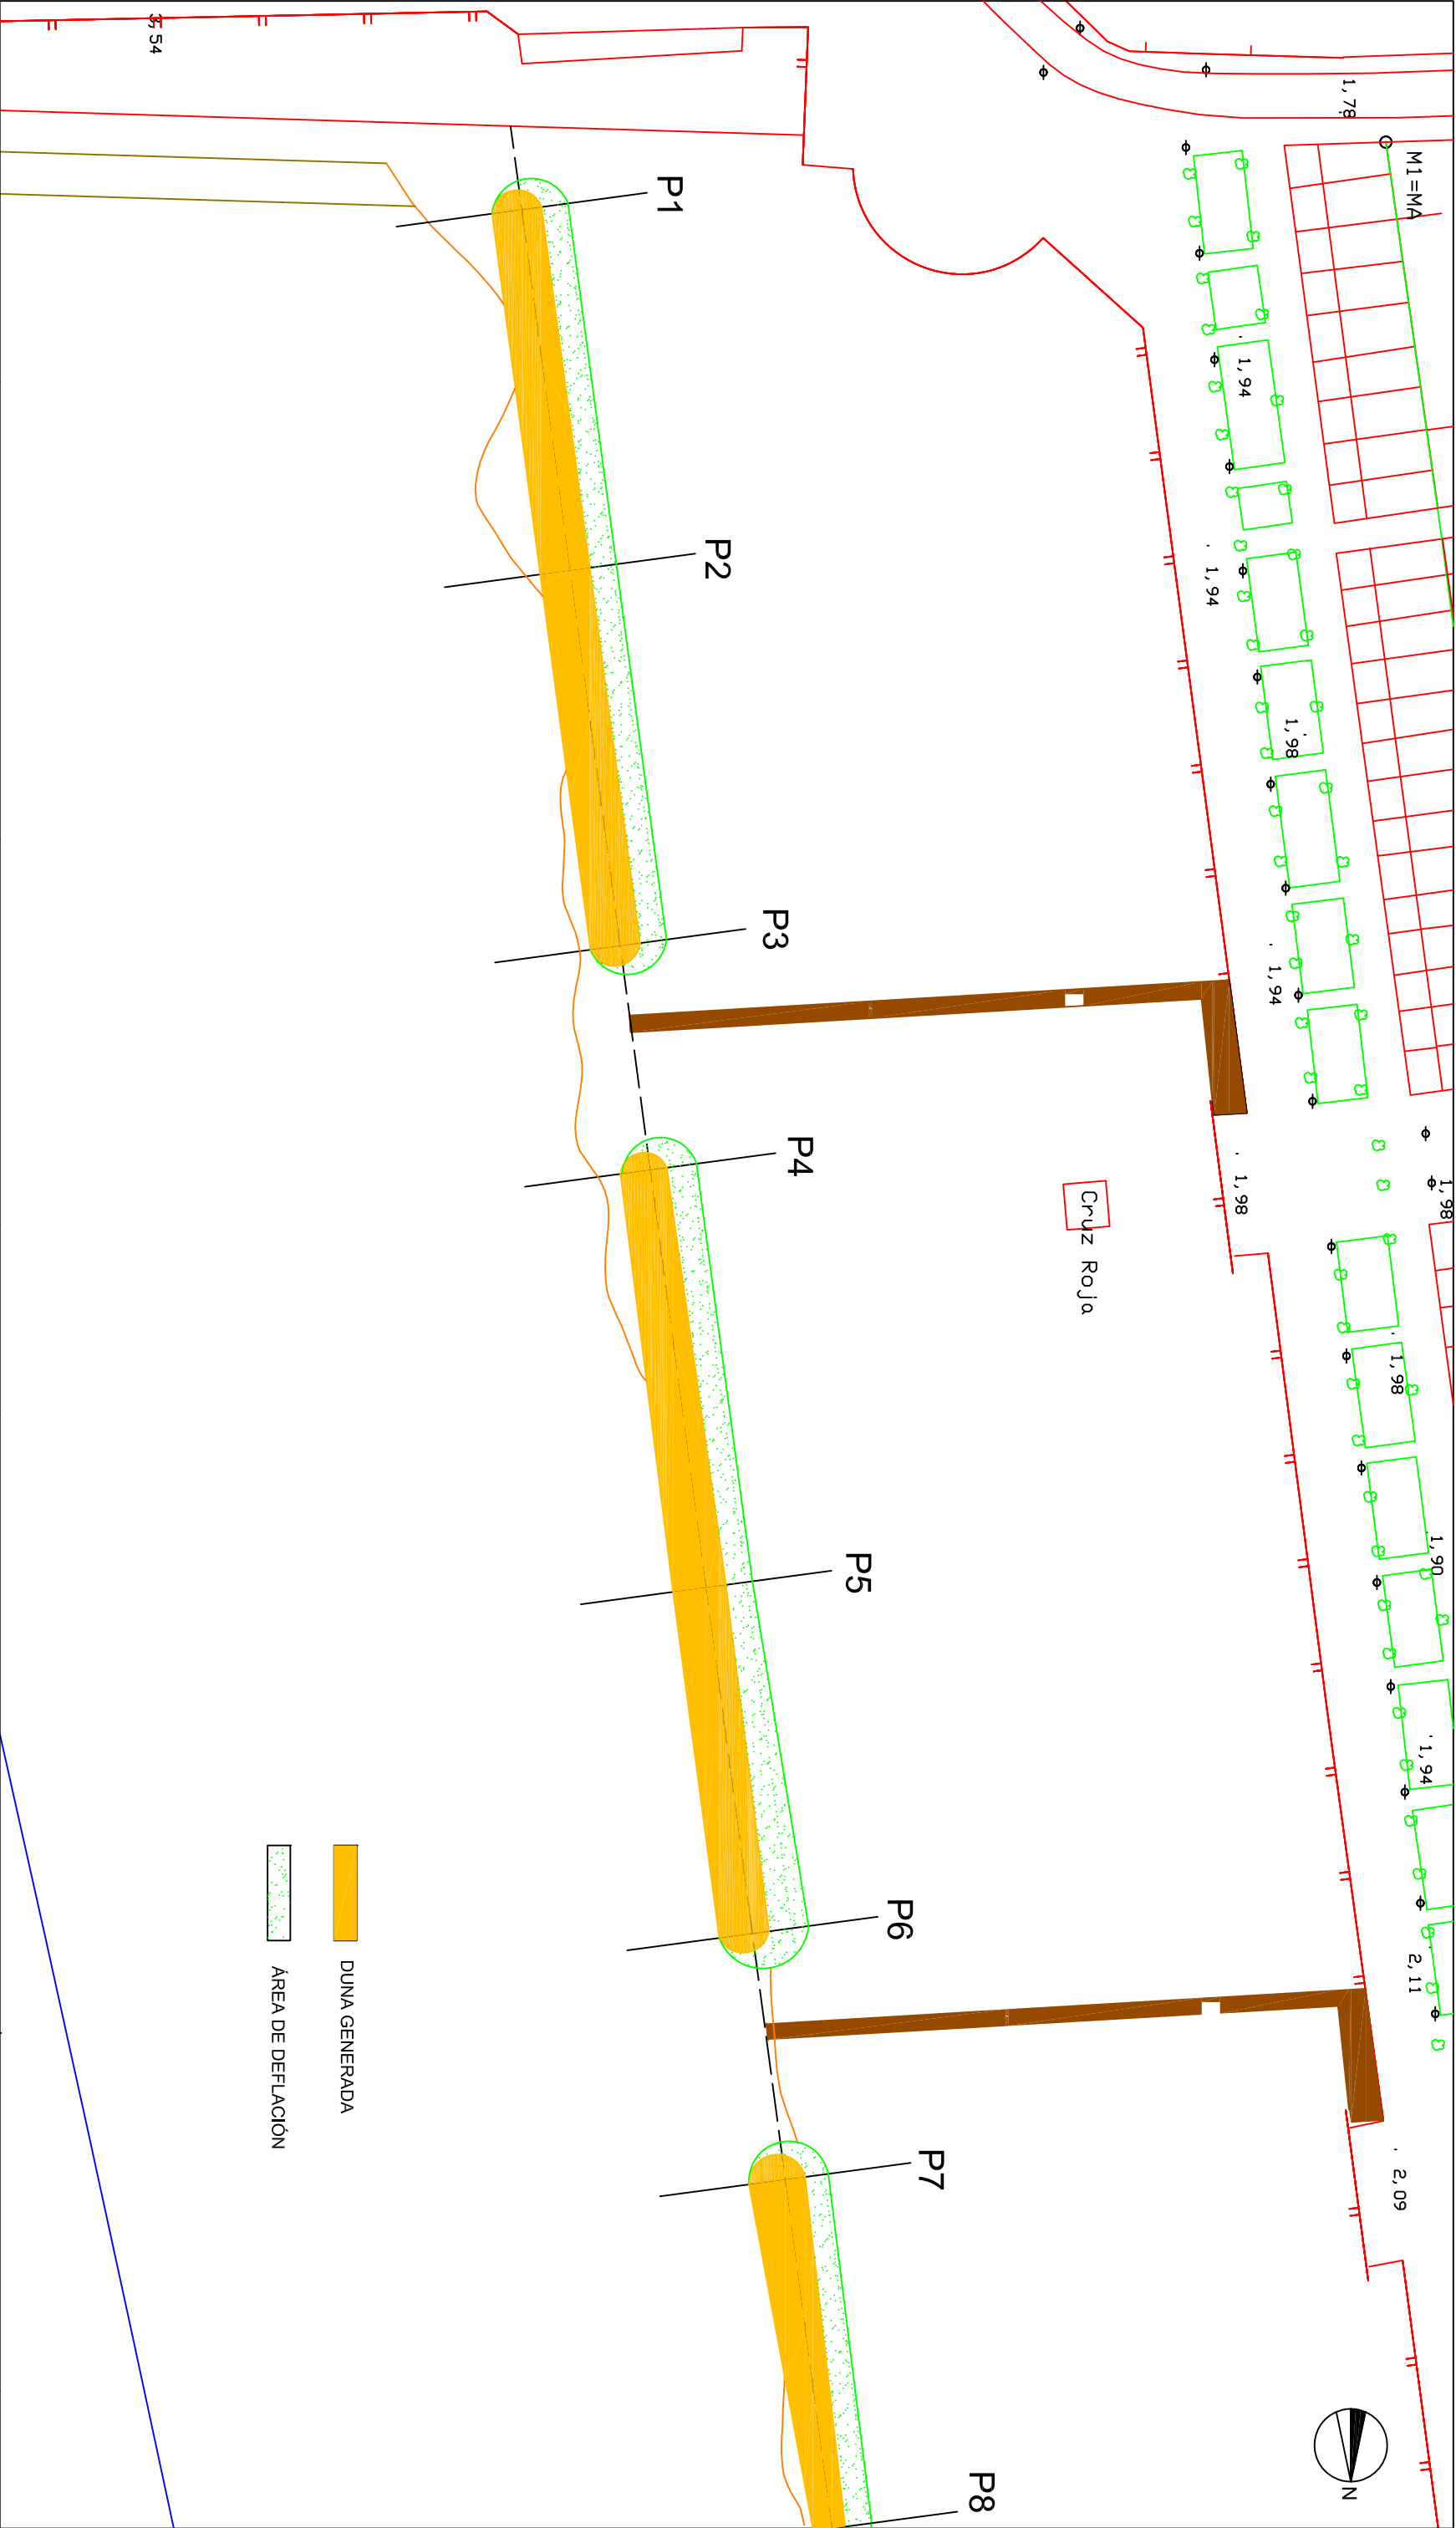 3,54
1,78
M1=MA
P1
1,94
P2
1,94
1,98
P3
1,94
P4
1,98
1,98
Cruz Roja
1,98
P5
1,90
1,94
P6
2,11
DUNA GENERADA
ÁREA DE DEFLACIÓN
P7
2,09
P8
N